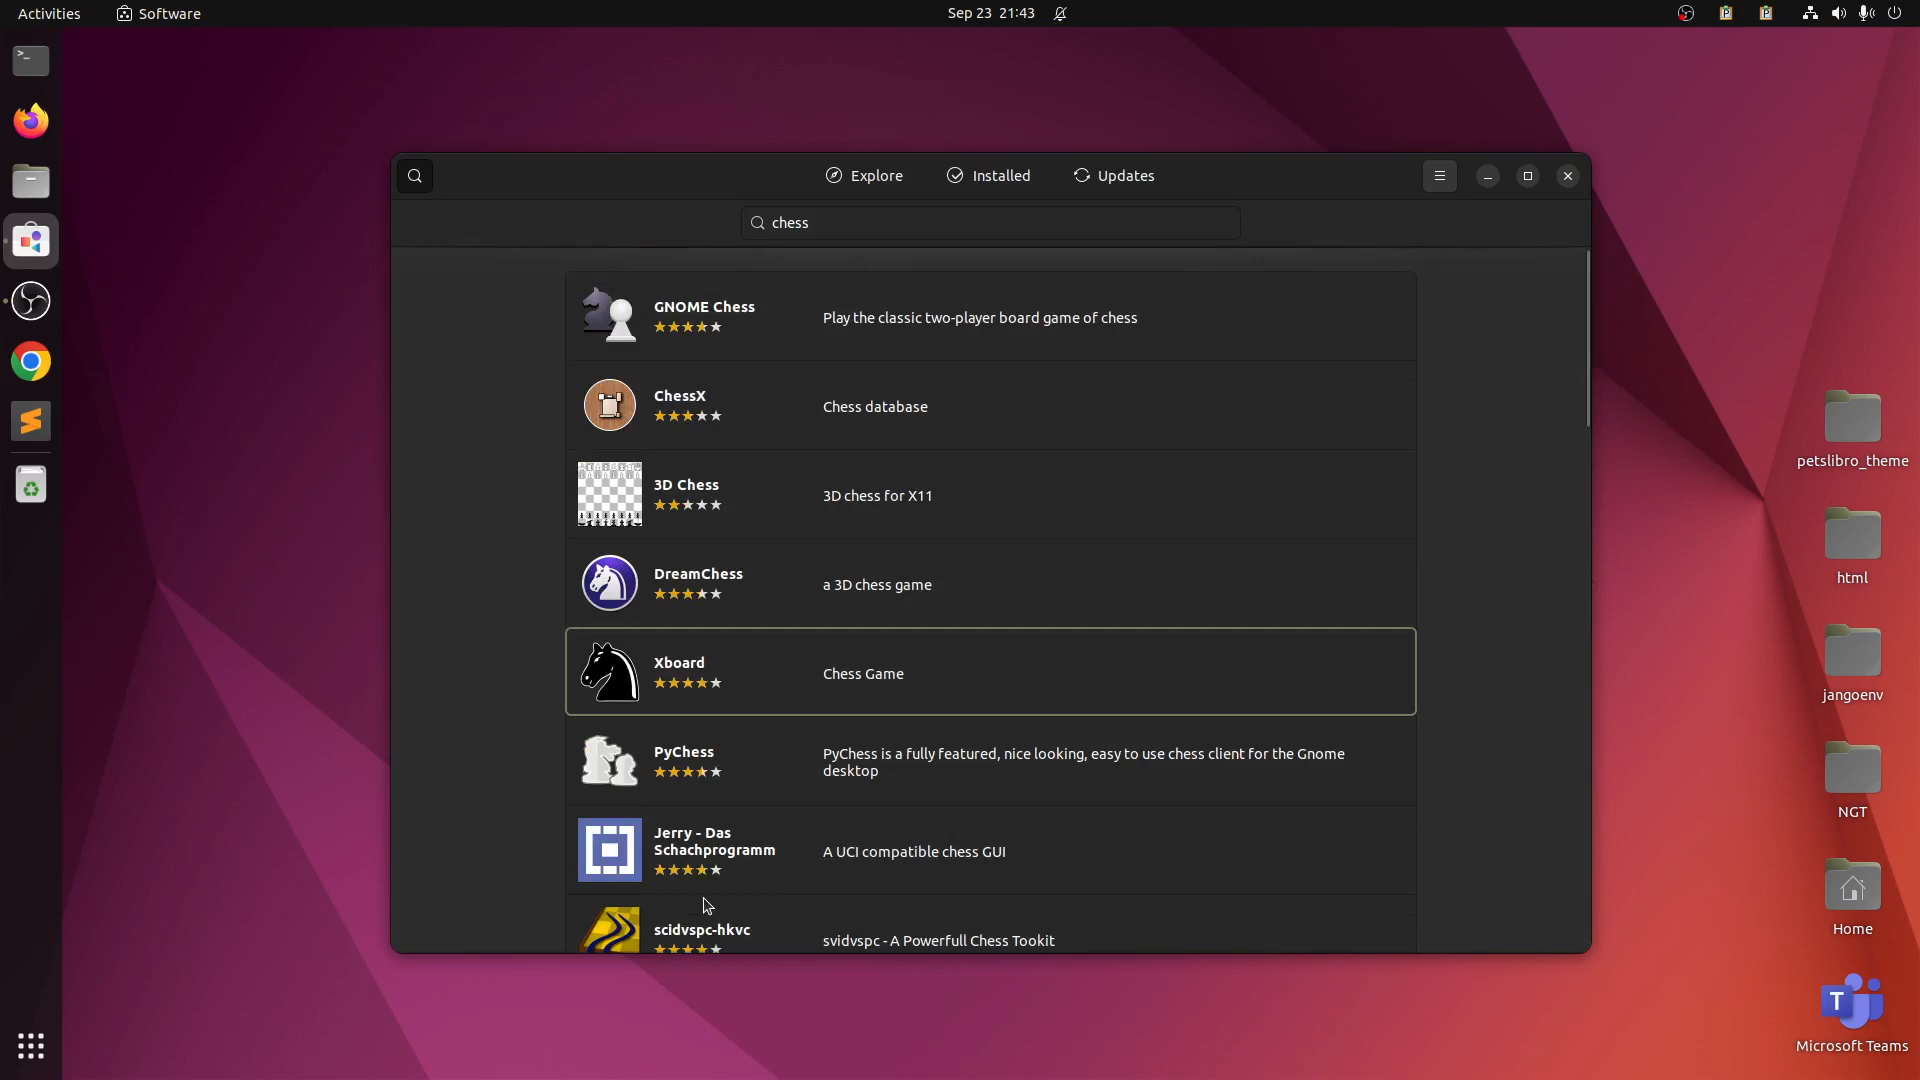 Activities
Software
Sep 23 21:43
Explore
Installed
Updates
chess
GNOME Chess
Play the classic two-player board game of chess
ChessX
Chess database
3D Chess
3D chess for X11
DreamChess
a 3D chess game
Xboard
Chess Game
PyChess
PyChess is a fully featured, nice looking, easy to use chess client for the Gnome
desktop
Jerry - Das
Schachprogramm
A UCI compatible chess GUI
scidvspc-hkvc
svidvspc - A Powerfull Chess Tookit
petslibro_theme
html
jangoenv
NGT
Home
T
Microsoft Teams